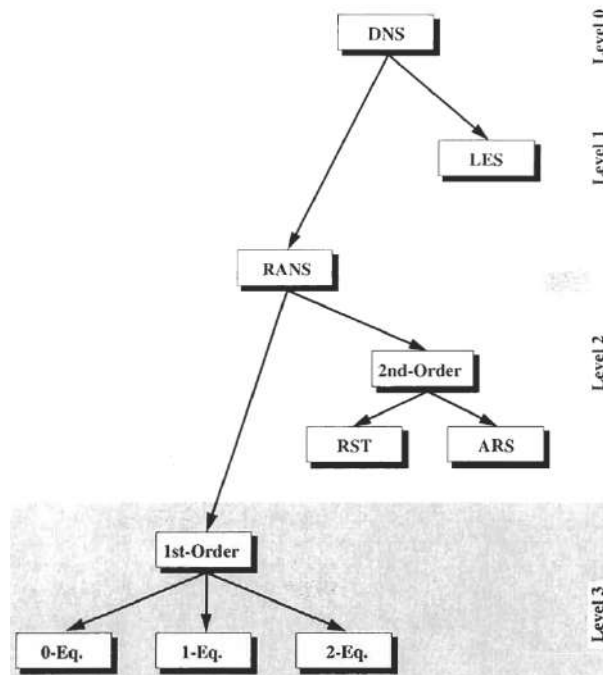 DNS
Level 0
LES
Level 1
RANS
2nd-Order
Level 2
RST
ARS
1st-Order
Level 3
0-Eq.
1-Eq.
2-Eq.